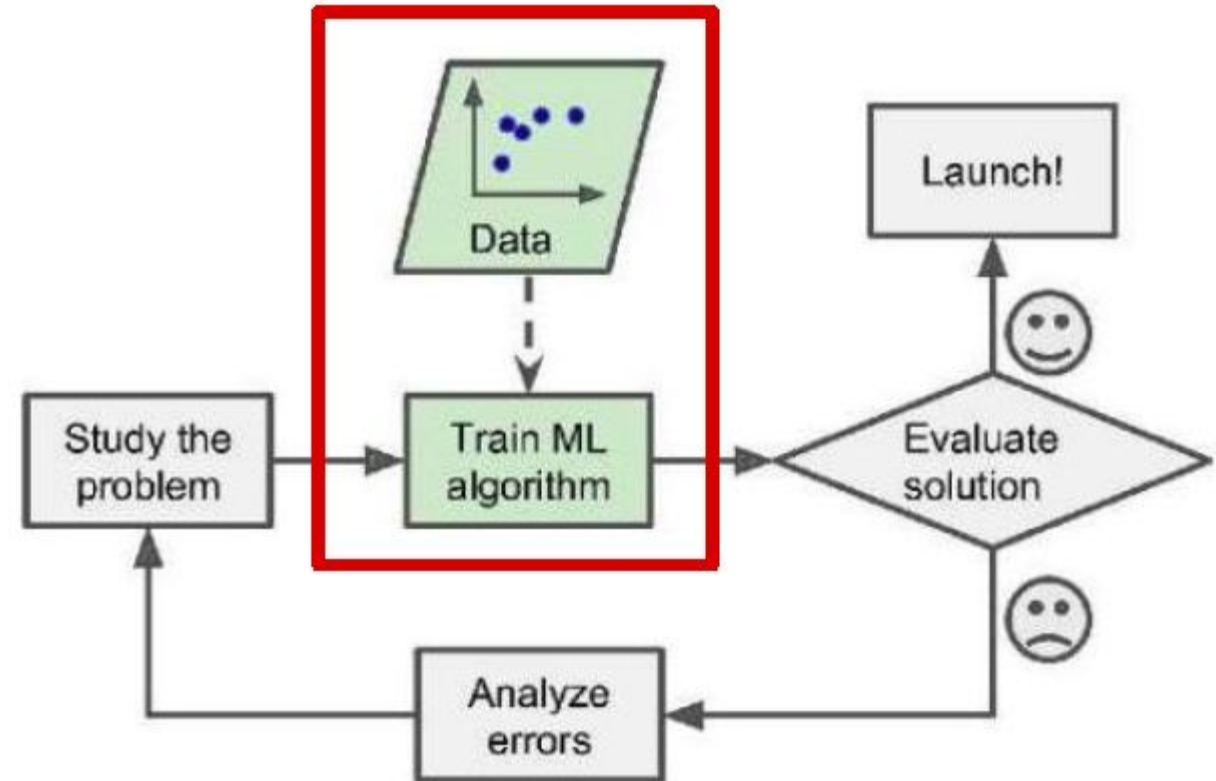 Data
Launch!
Study the
problem
Train ML
algorithm
Evaluate
solution
Analyze
errors